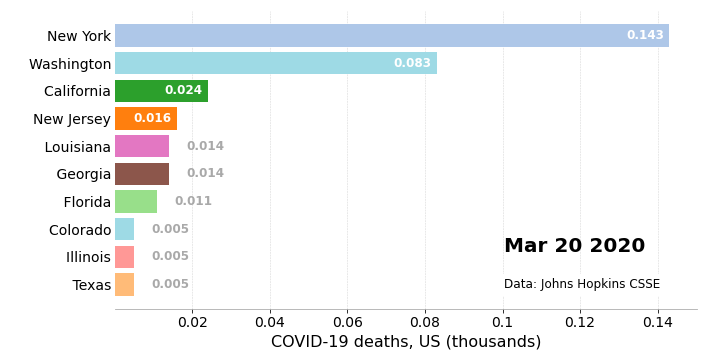 New York 0.143
Washington 0.083
California 0.024
New Jersey 0.016
Louisiana 0.014
Georgia 0.014
Florida 0.011
Colorado 0.005
Illinois 0.005
Texas 0.005
Mar 20 2020
Data: Johns Hopkins CSSE
0.02 0.04 0.06 0.08 0.1 0.12 0.14
COVID-19 deaths, US (thousands)